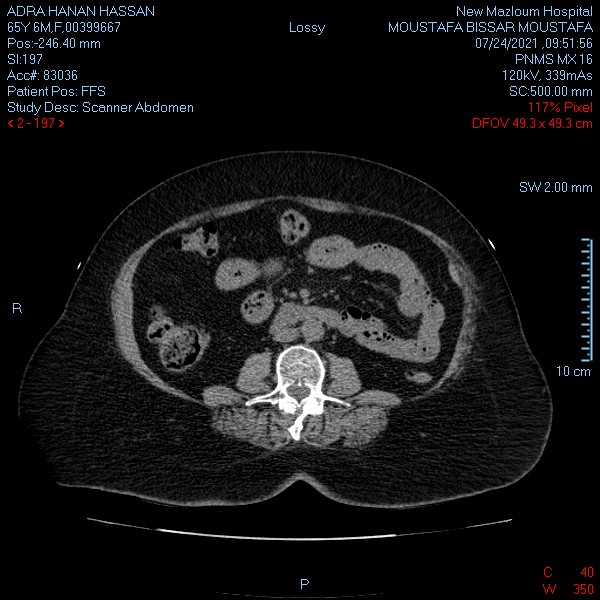 ADRA HANAN HASSAN
65Y 6M,F,00399667
Pos:-246.40 mm
SI:197
Acc#: 83036
Patient Pos: FFS
Study Desc: Scanner Abdomen
< 2 - 197 >
Lossy
New Mazloum Hospital
MOUSTAFA BISSAR MOUSTAFA
07/24/2021 ,09:51:56
PNMS MX 16
120kV, 339mAs
SC:500.00 mm
117% Pixel
DFOV 49.3 x 49.3 cm
SW 2.00 mm
R
10 cm
P
C 40
W 350